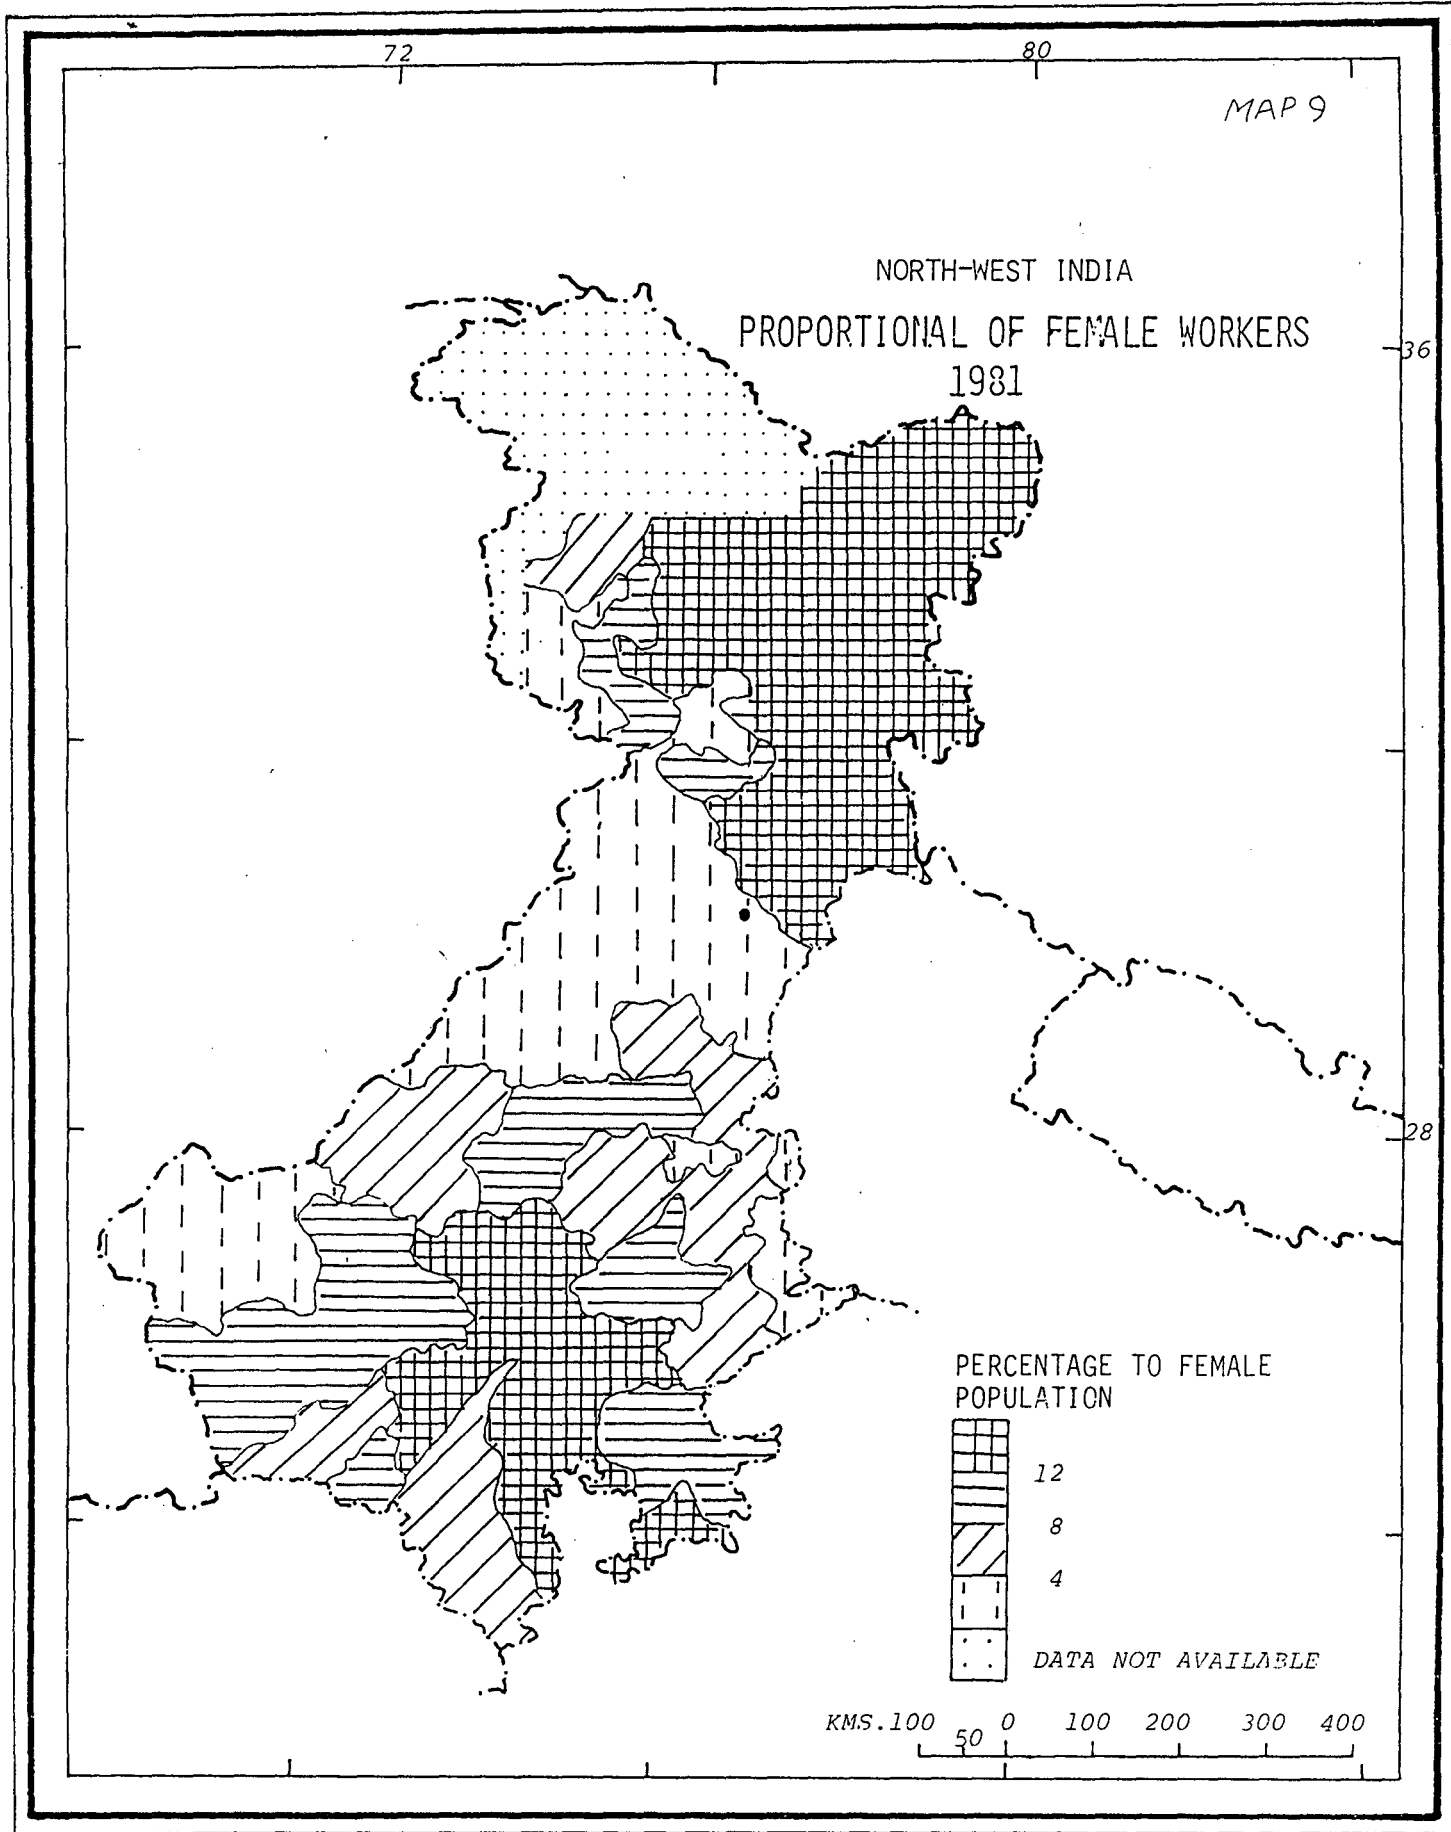 72
80
MAP 9
NORTH-WEST INDIA
PROPORTIONAL OF FEMALE WORKERS
1981
36
28
PERCENTAGE TO FEMALE
POPULATION
12
8
4
DATA NOT AVAILABLE
KMS.100 50 0 100 200 300 400